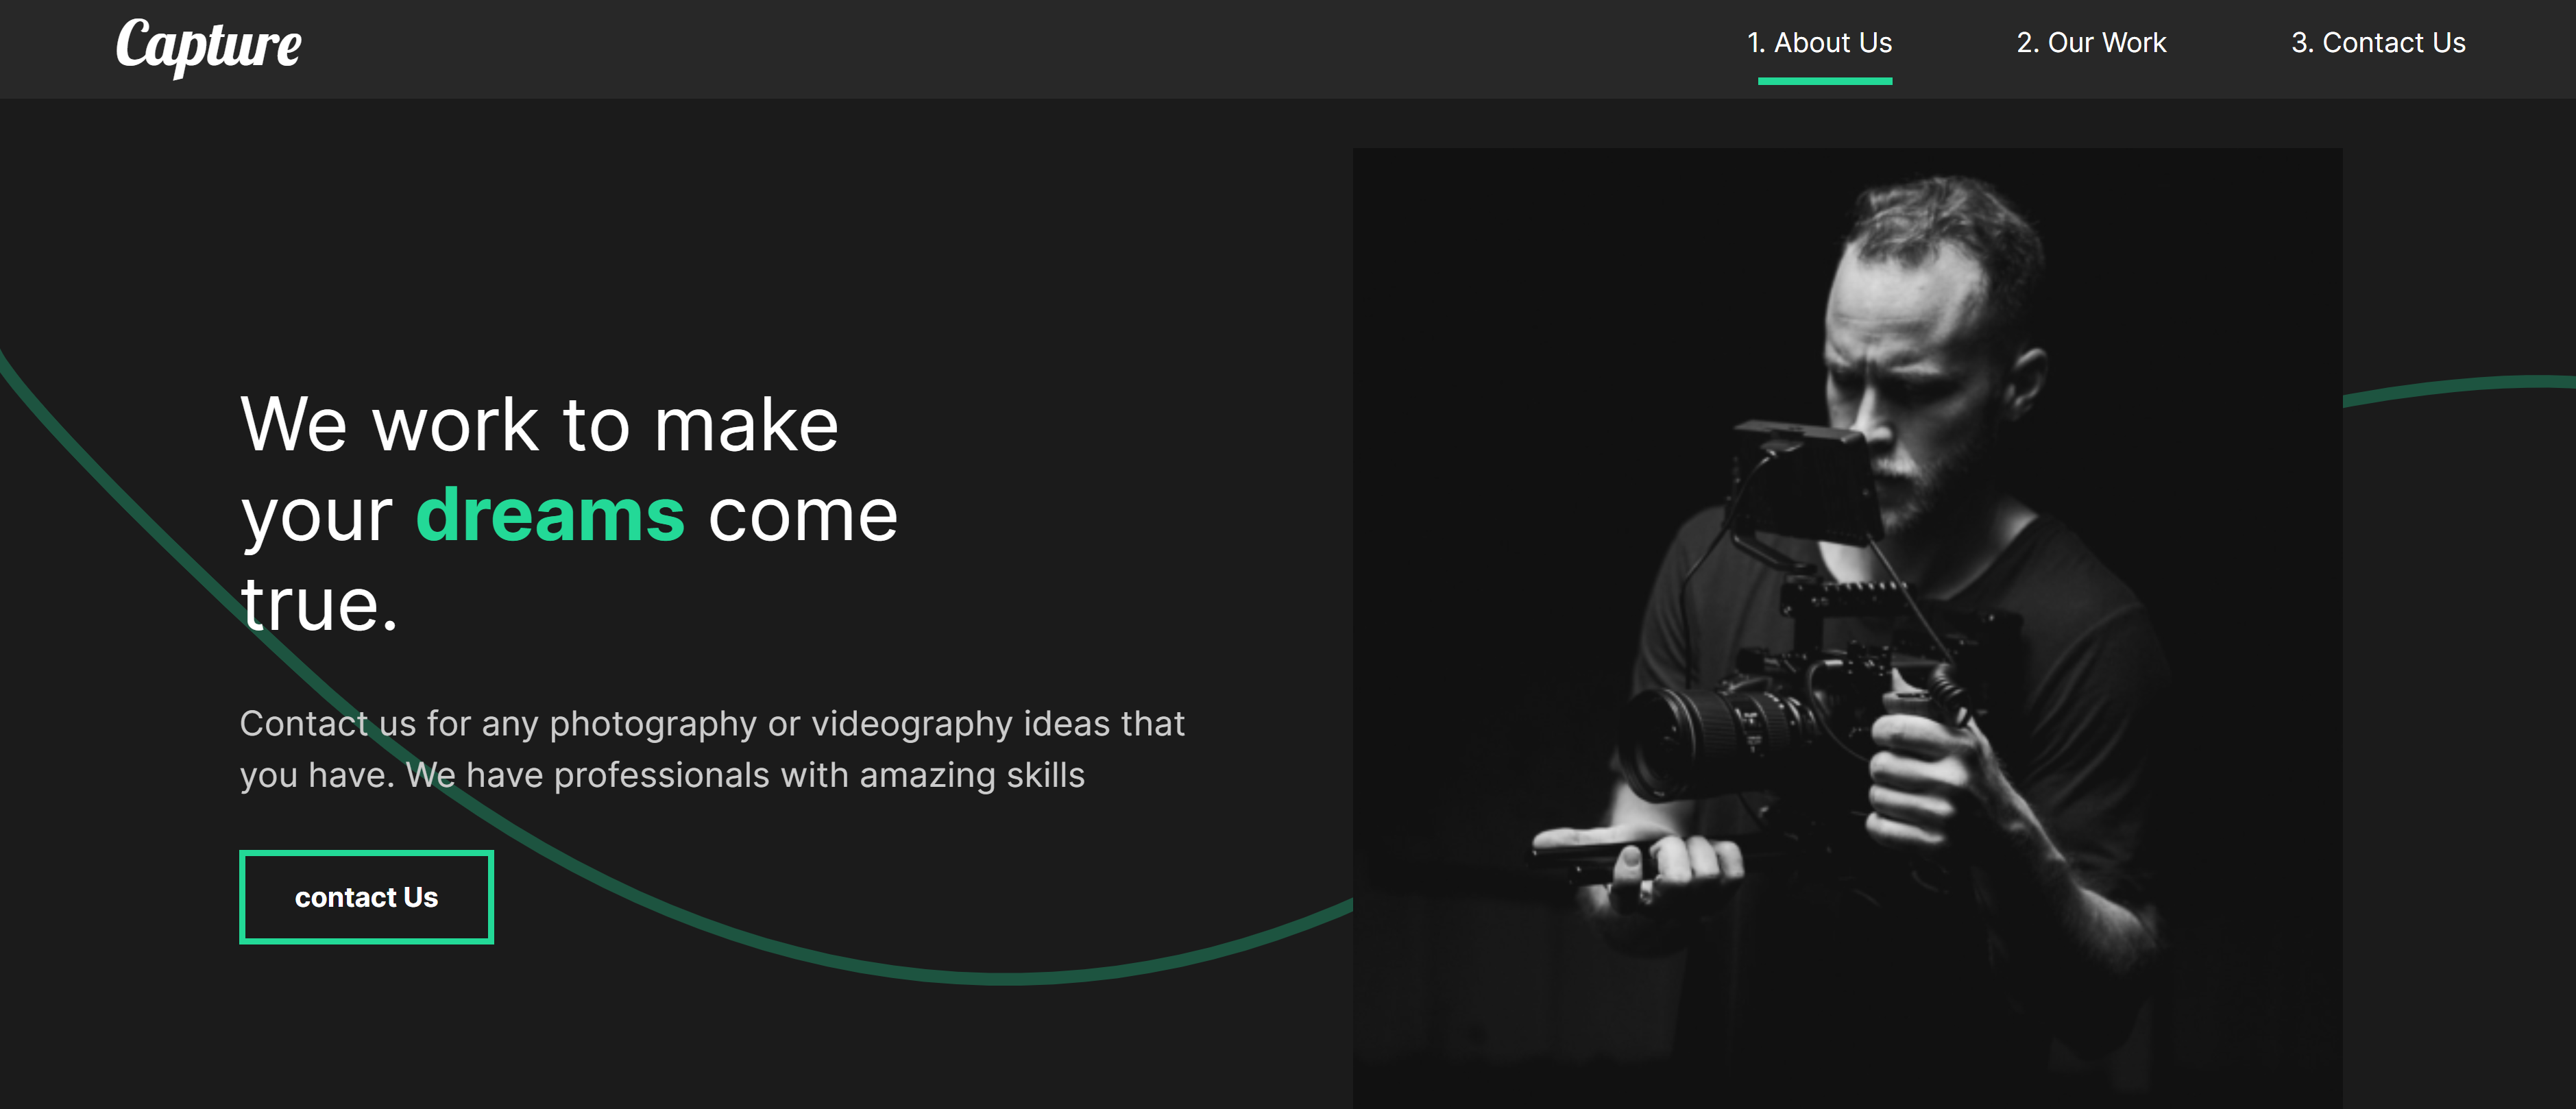 Capture
1. About Us
2. Our Work
3. Contact Us
We work to make
your dreams come
true.
Contact us for any photography or videography ideas that
you have. We have professionals with amazing skills
contact Us